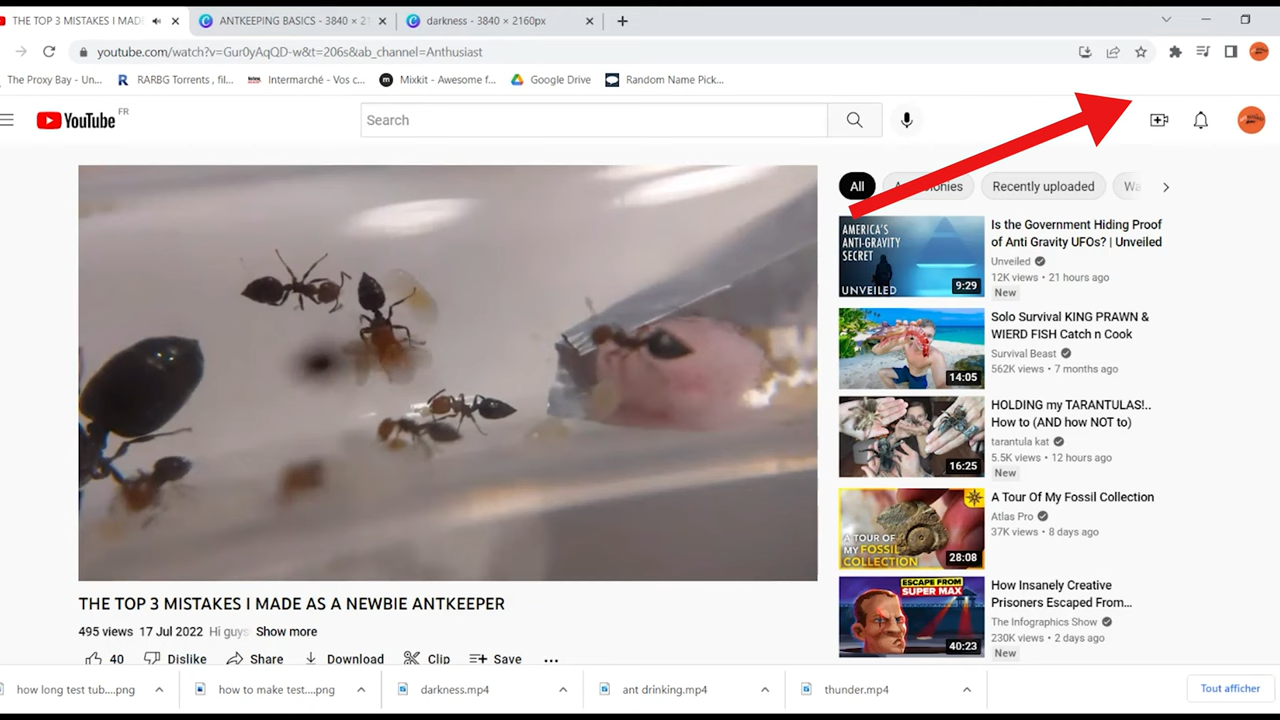 THE TOP 3 MISTAKES I MADE
ANTKEEPING BASICS - 3840 × 21
darkness - 3840 × 2160px
youtube.com/watch?v=Gur0yAqQD-w&t=206s&ab_channel=Anthusiast
The Proxy Bay - Un...
RARBG Torrents , fil...
Intermarché - Vos c...
Mixkit - Awesome f...
Google Drive
Random Name Pick...
YouTube FR
Search
All
Recently uploaded
Wa
AMERICA'S
ANTI-GRAVITY
SECRET
UNVEILED
9:29
Is the Government Hiding Proof
of Anti Gravity UFOs? | Unveiled
Unveiled
12K views • 21 hours ago
New
14:05
Solo Survival KING PRAWN &
WIERD FISH Catch n Cook
Survival Beast
562K views • 7 months ago
16:25
HOLDING my TARANTULAS!..
How to (AND how NOT to)
tarantula kat
5.5K views • 12 hours ago
New
A TOUR OF
MY FOSSIL
COLLECTION
28:08
A Tour Of My Fossil Collection
Atlas Pro
37K views • 8 days ago
ESCAPE FROM
SUPER MAX
40:23
How Insanely Creative
Prisoners Escaped From...
The Infographics Show
230K views • 2 days ago
New
THE TOP 3 MISTAKES I MADE AS A NEWBIE ANTKEEPER
495 views 17 Jul 2022 Hi guys Show more
40 Dislike Share Download Clip Save ...
how long test tub....png
how to make test....png
darkness.mp4
ant drinking.mp4
thunder.mp4
Tout afficher